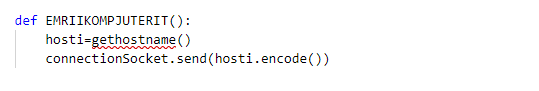 def EMRIIKOMPJUTERIT():
    hosti=gethostname()
    connectionSocket.send(hosti.encode())